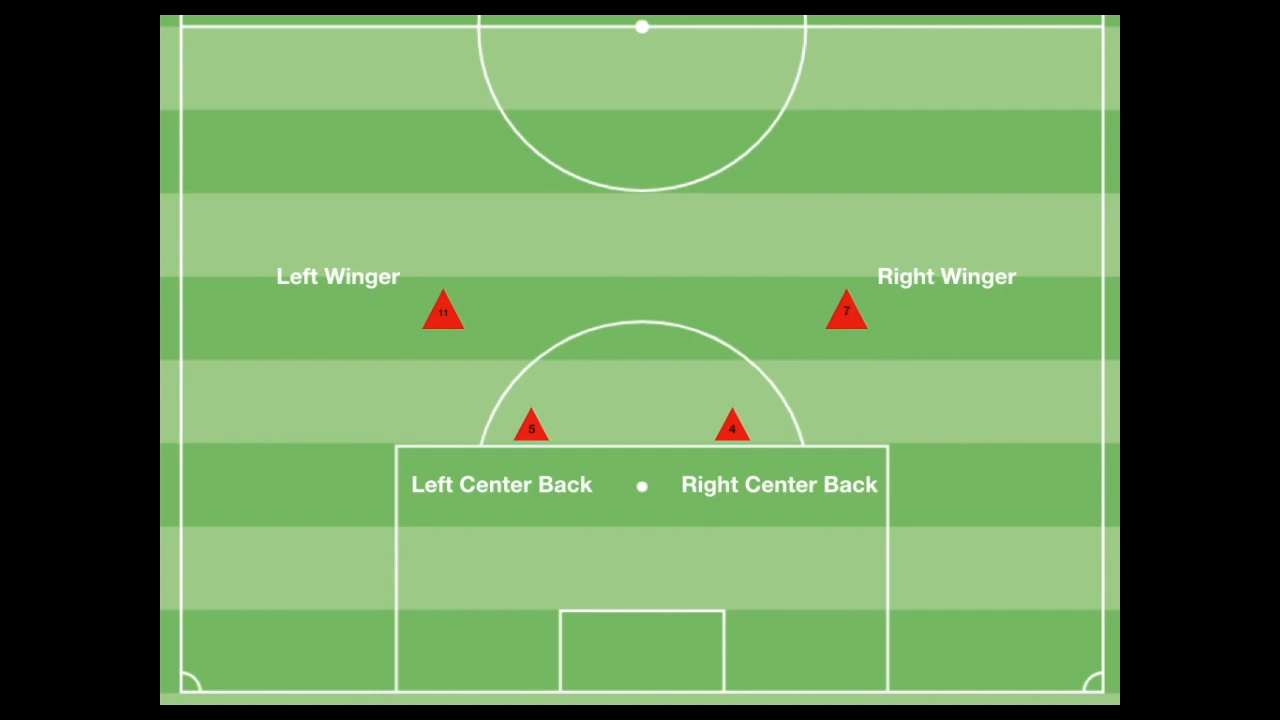 Left Winger
Right Winger
11
7
5
4
Left Center Back
Right Center Back